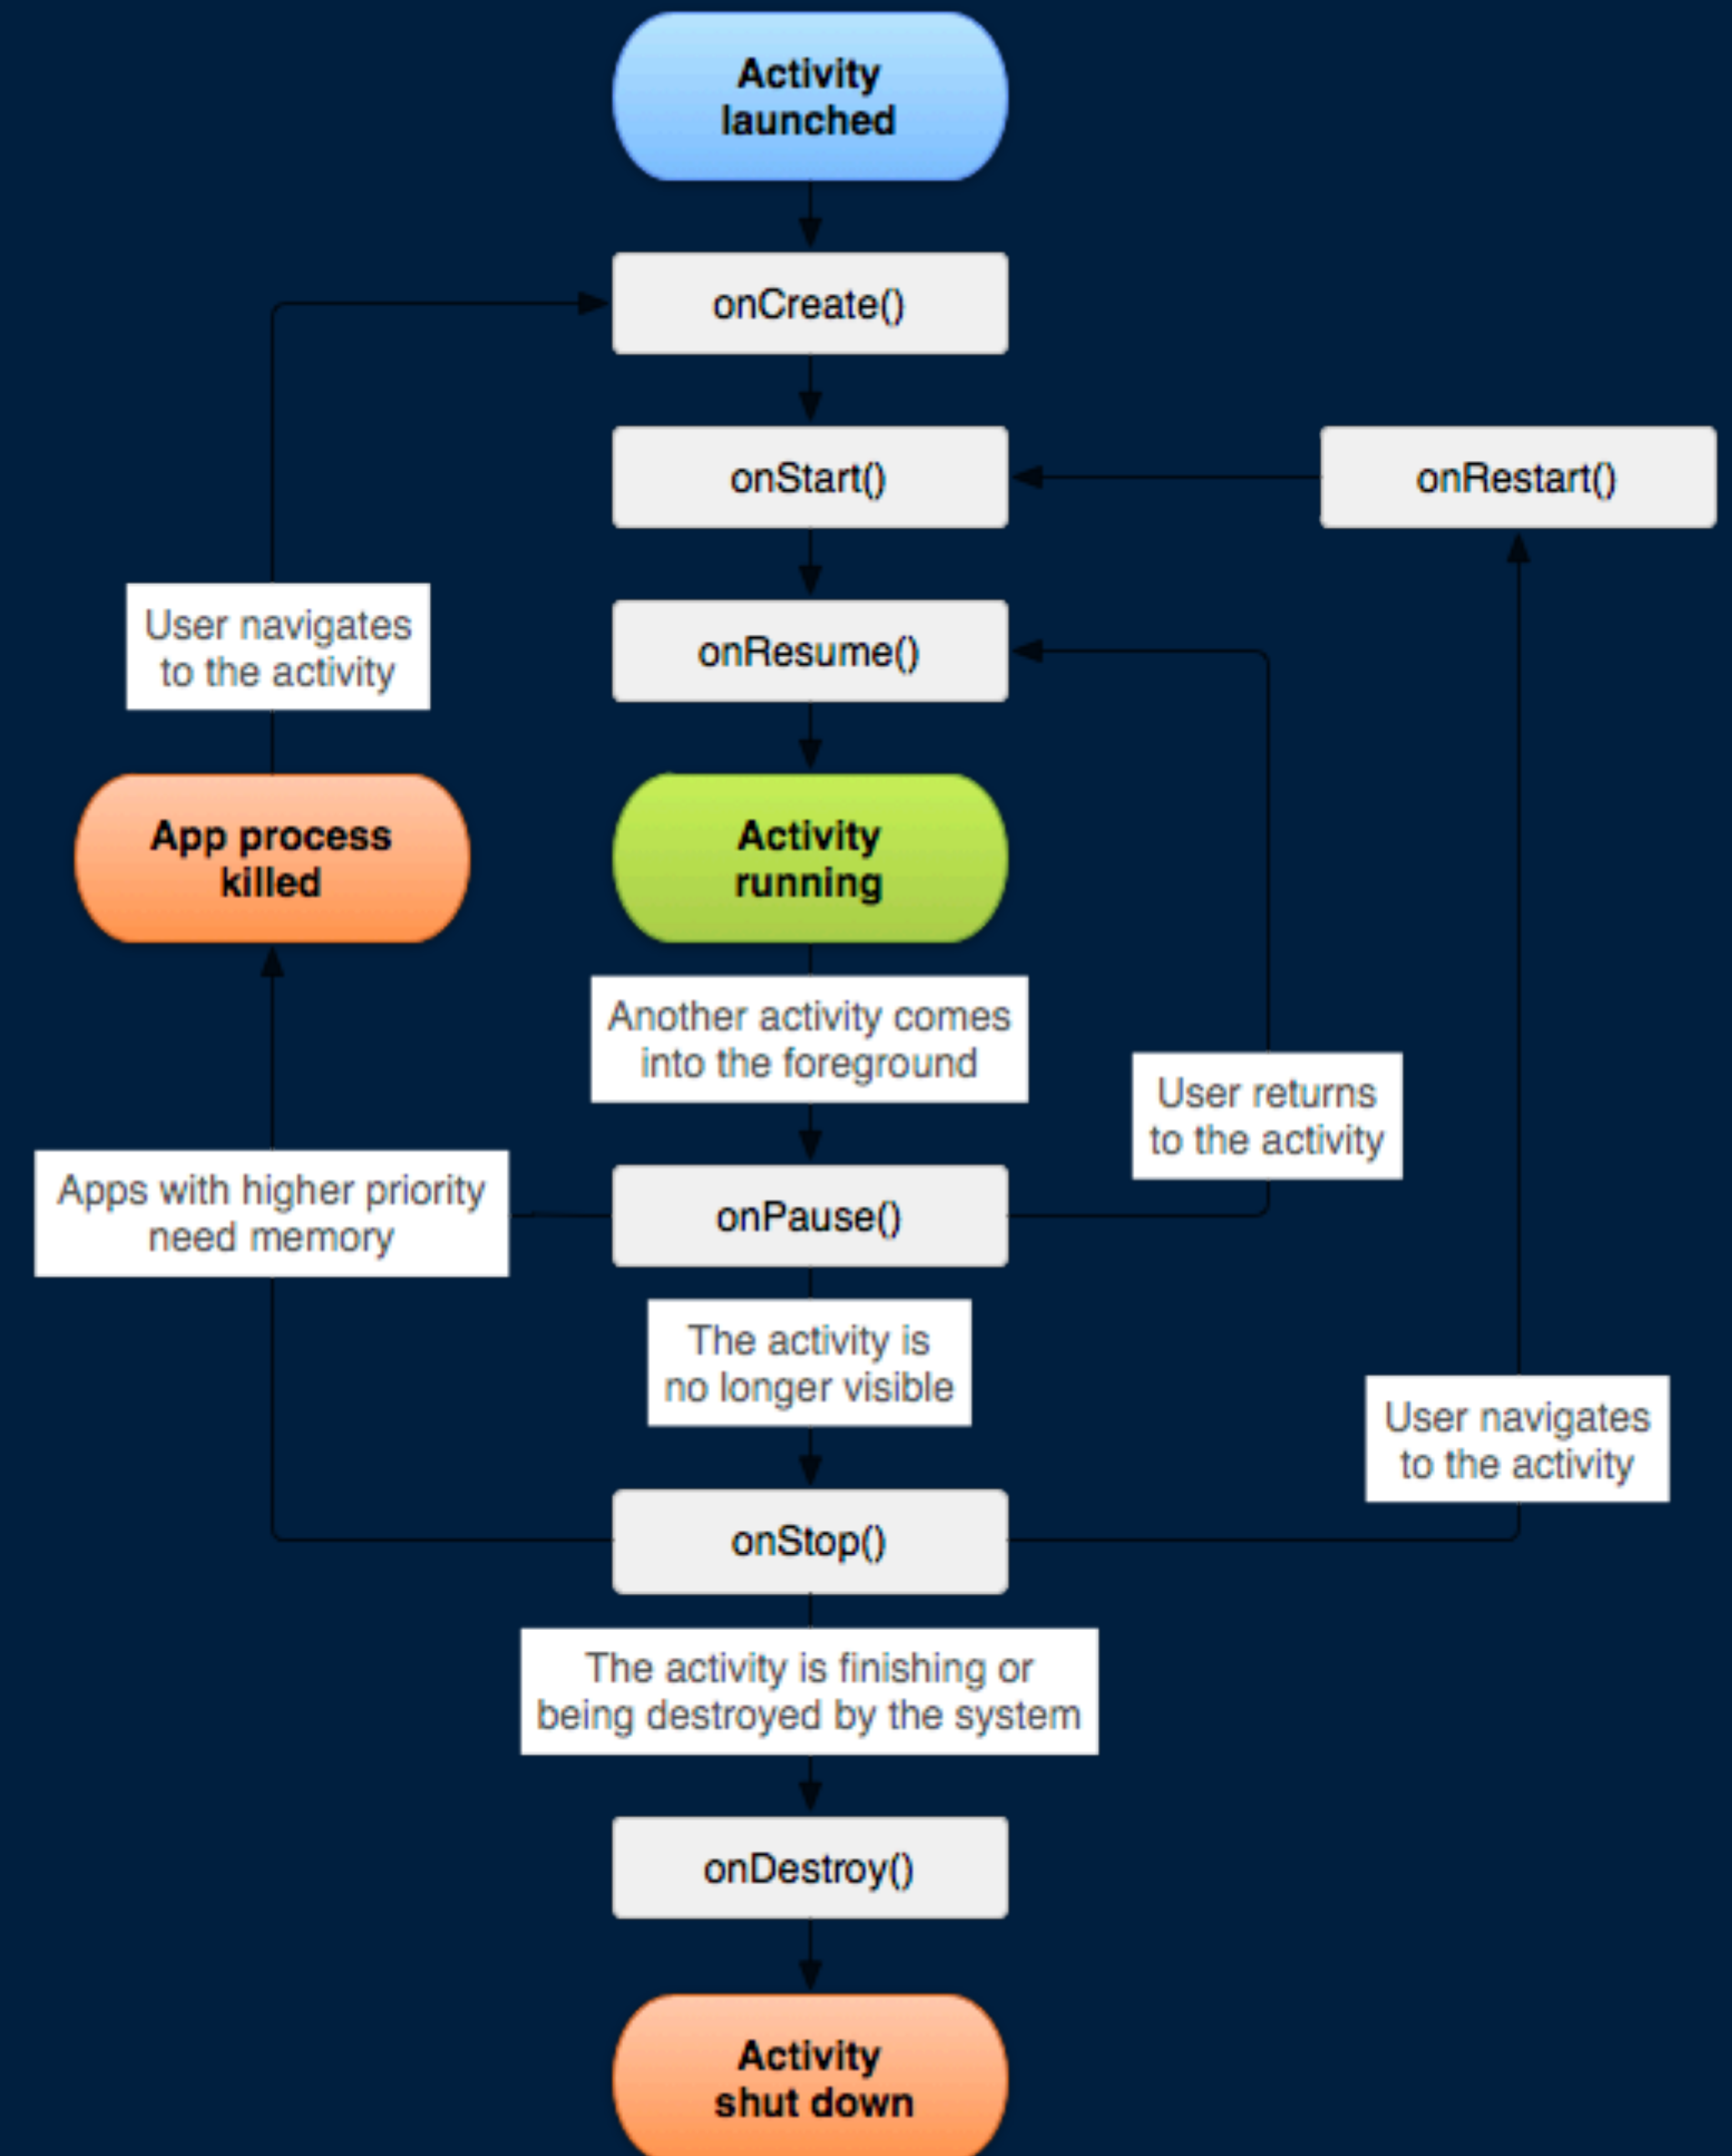 Activity
launched
onCreate()
onStart()
onRestart()
User navigates
to the activity
onResume()
App process
killed
Activity
running
Another activity comes
into the foreground
User returns
to the activity
Apps with higher priority
need memory
onPause()
The activity is
no longer visible
User navigates
to the activity
onStop()
The activity is finishing or
being destroyed by the system
onDestroy()
Activity
shut down